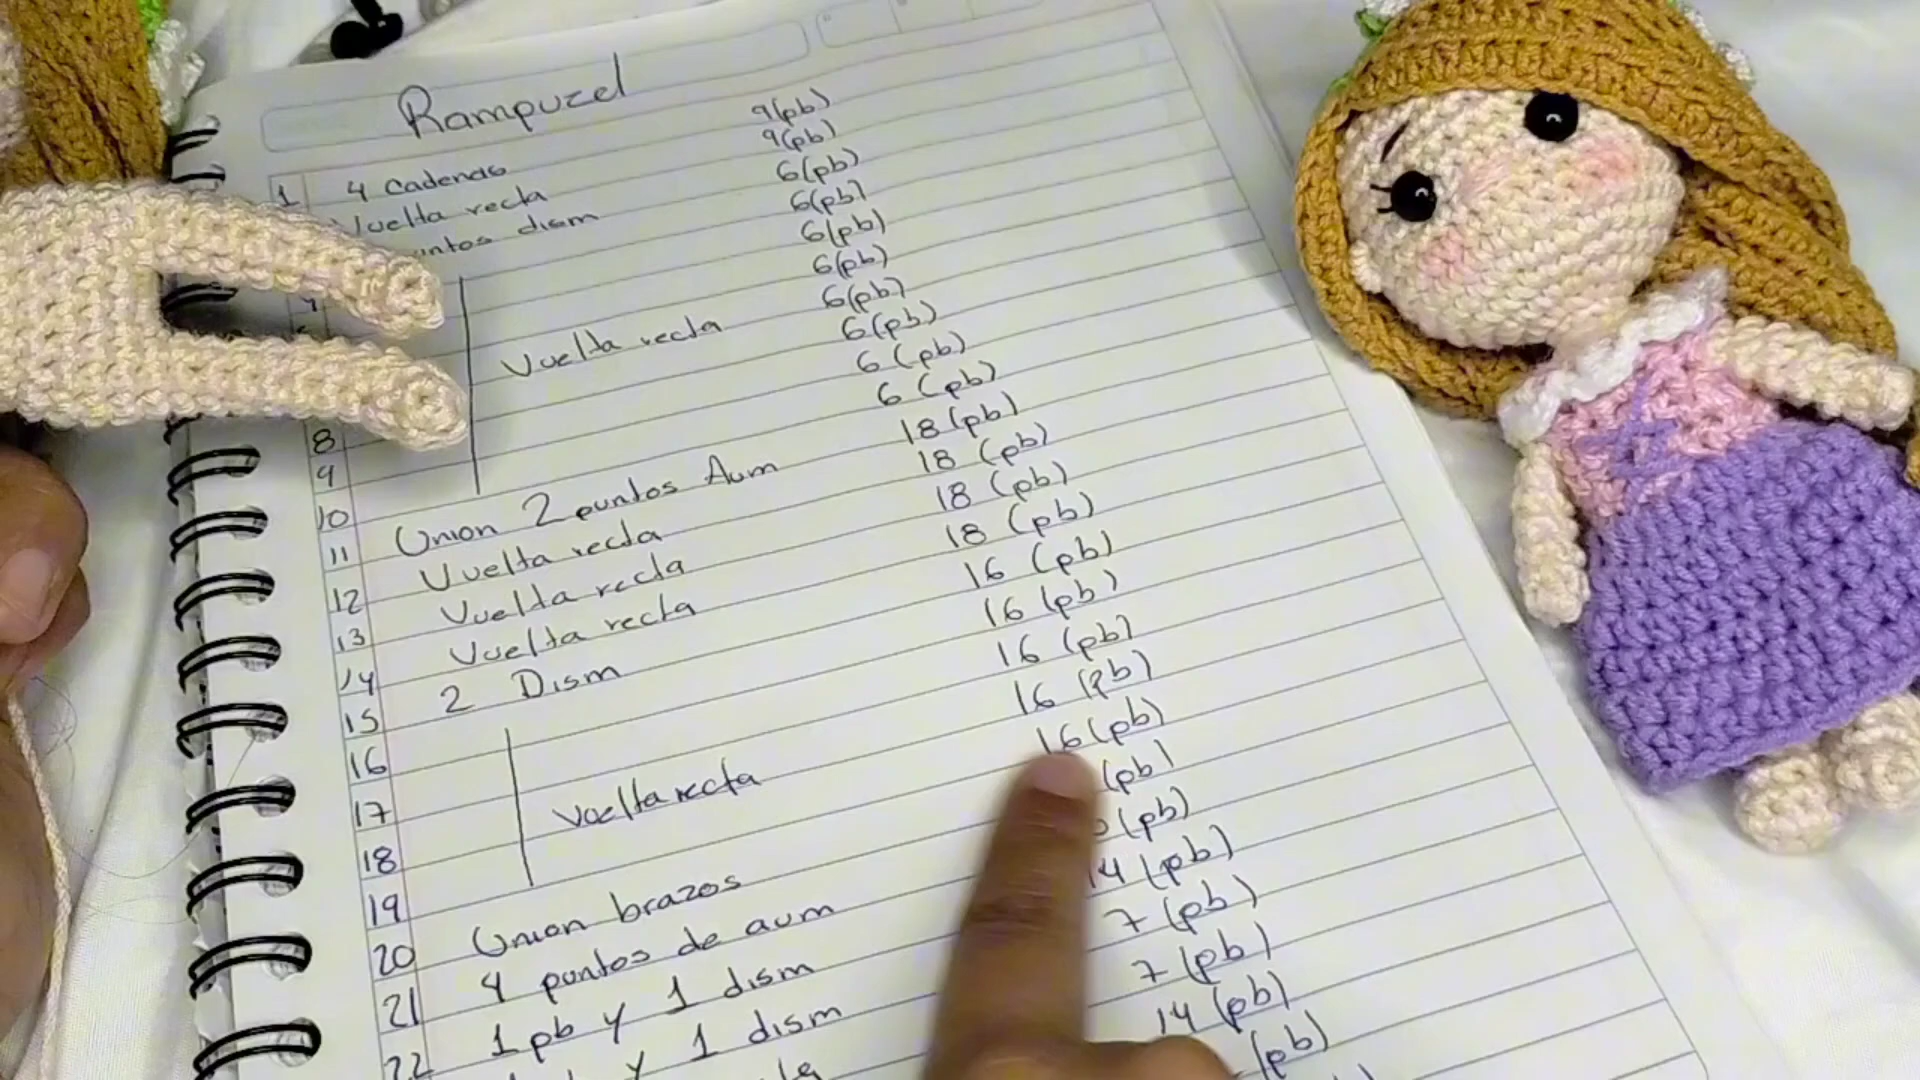 Rampuzel
1 4 Cadenas 9(pb)
Vuelta recta 9(pb)
dism 6(pb)
6(pb)
6(pb)
6(pb)
Vuelta recta 6(pb)
8 6(pb)
9 6(pb)
10 6(pb)
11 Union 2 puntos Aum 18(pb)
12 Vuelta recta 18 (pb)
13 Vuelta recta 18 (pb)
14 Vuelta recta 18 (pb)
15 2 Dism 16 (pb)
16 16 (pb)
17 16 (pb)
18 Vuelta recta 16 (pb)
19 16(pb)
20 Union brazos (pb)
21 4 puntos de aum (pb)
22 1 pb y 1 dism 14 (pb)
y 1 dism 7 (pb)
7 (pb)
14 (pb)
(pb)